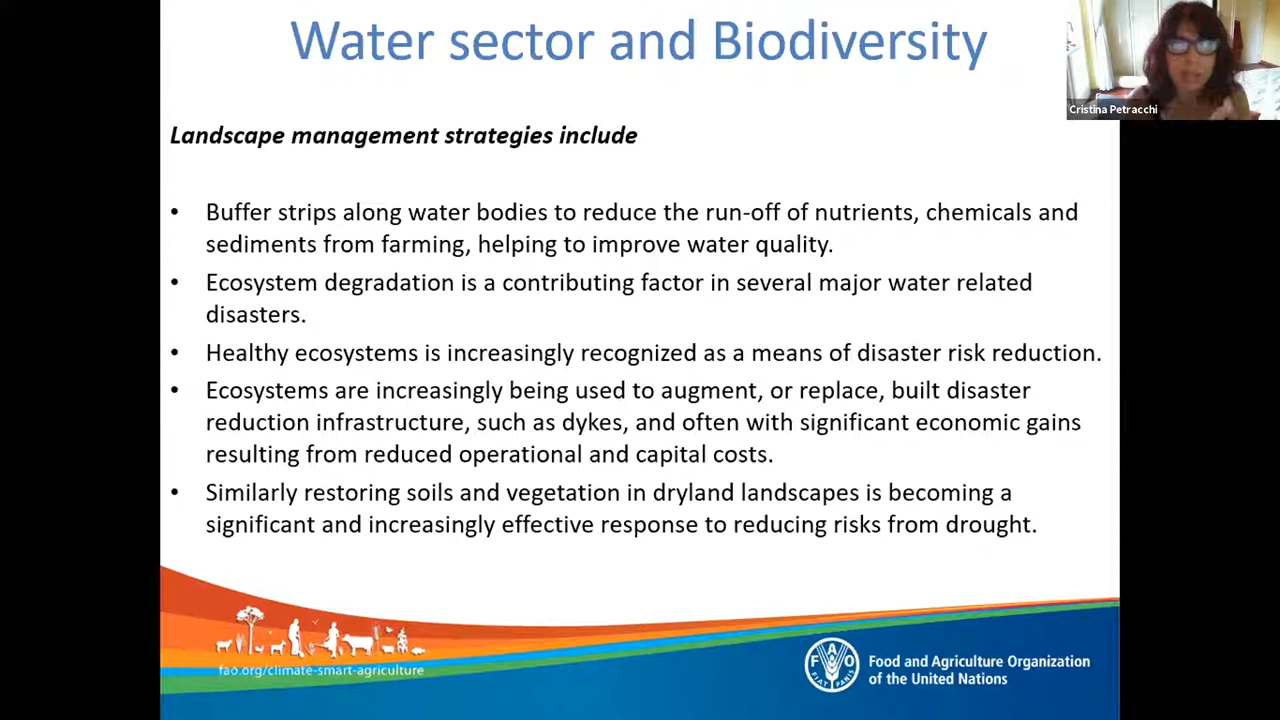 Water sector and Biodiversity
Cristina Petracchi
Landscape management strategies include
• Buffer strips along water bodies to reduce the run-off of nutrients, chemicals and
sediments from farming, helping to improve water quality.
• Ecosystem degradation is a contributing factor in several major water related
disasters.
• Healthy ecosystems is increasingly recognized as a means of disaster risk reduction.
• Ecosystems are increasingly being used to augment, or replace, built disaster
reduction infrastructure, such as dykes, and often with significant economic gains
resulting from reduced operational and capital costs.
• Similarly restoring soils and vegetation in dryland landscapes is becoming a
significant and increasingly effective response to reducing risks from drought.
fao.org/climate-smart-agriculture
FAO
FIAT PANIS
Food and Agriculture Organization
of the United Nations